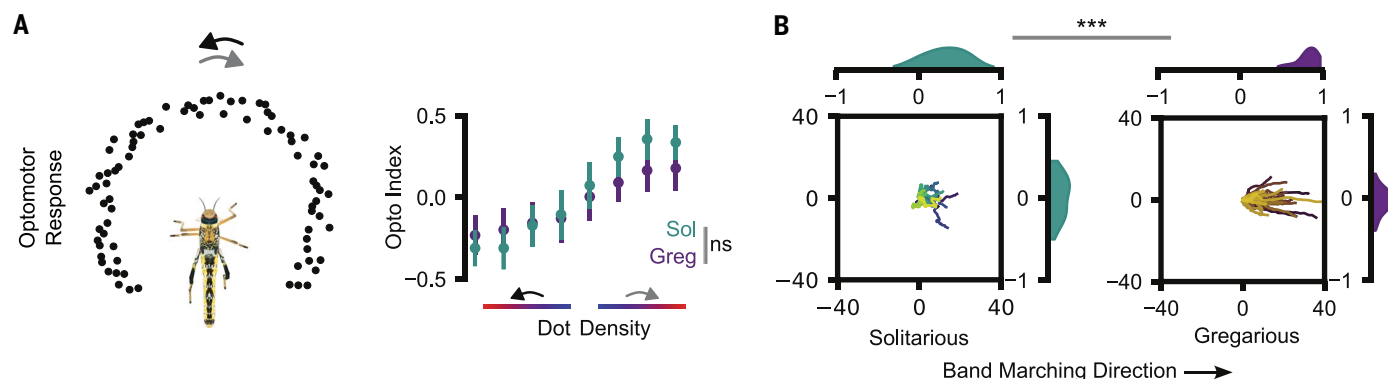 A
Optomotor
Response
Opto Index
0.5
0.0
−0.5
Sol
Greg
ns
Dot Density
B
***
−1
0
1
−1
0
1
40
0
−40
−40
0
40
1
0
−1
Solitarious
40
0
−40
−40
0
40
1
0
−1
Gregarious
Band Marching Direction